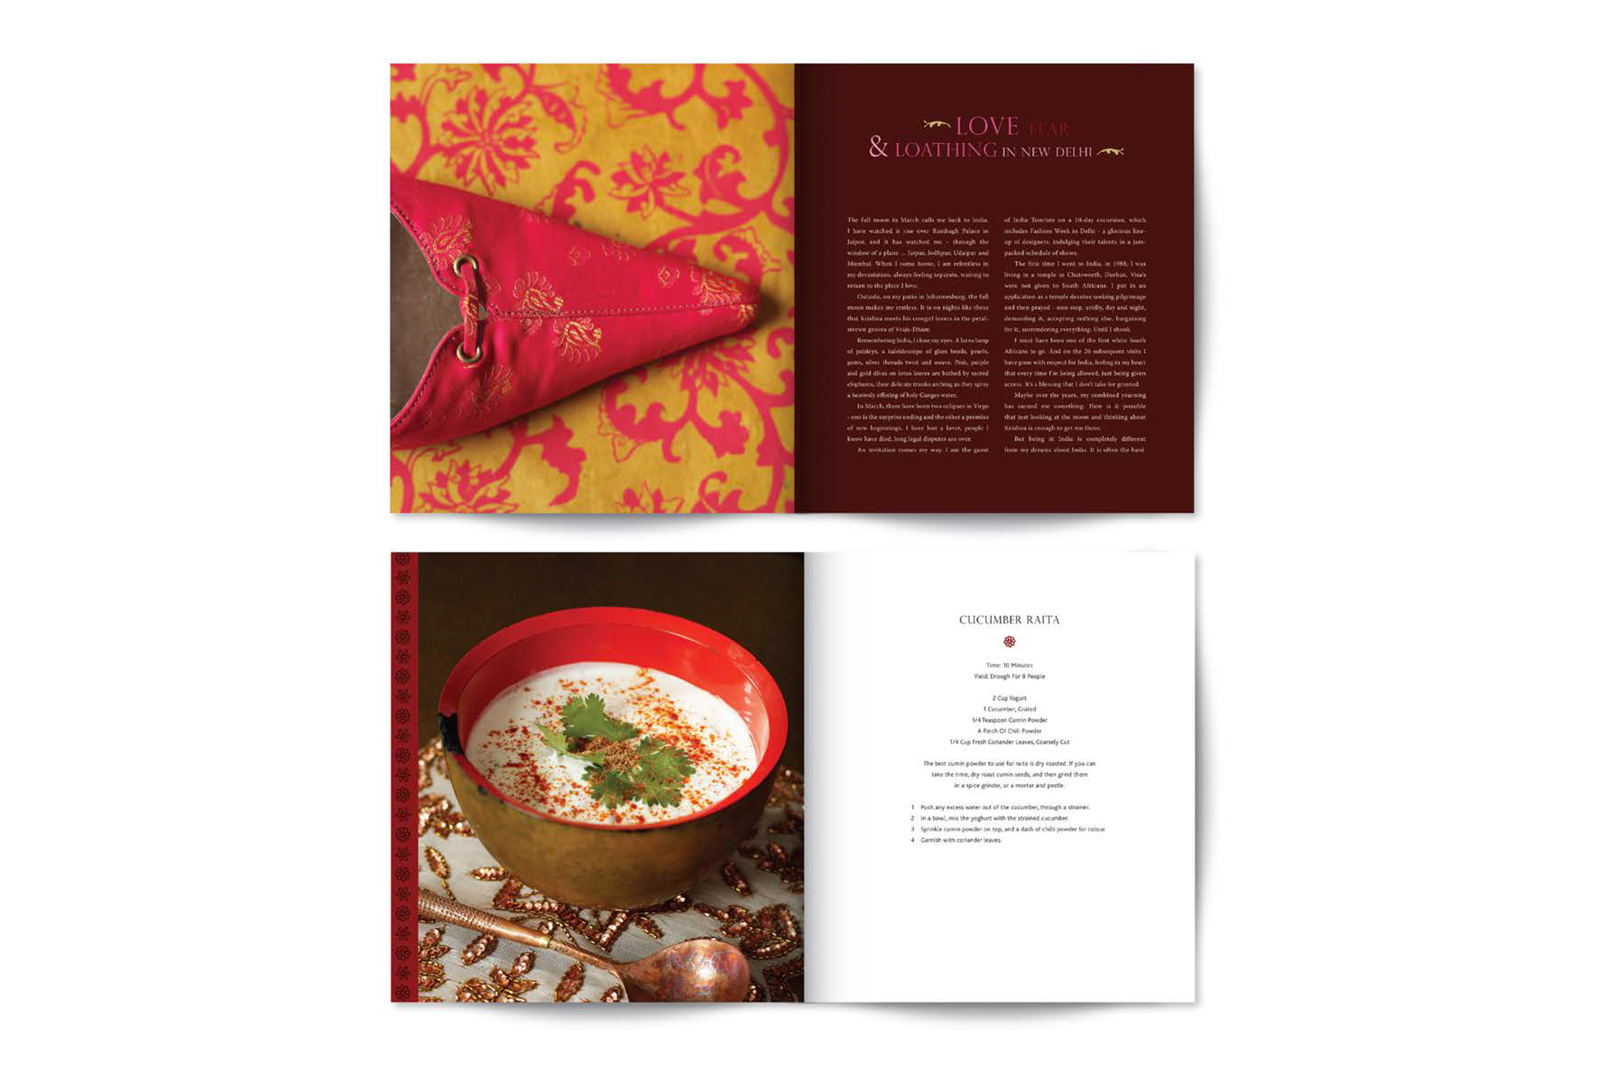 LOVE FEAR
& LOATHING IN NEW DELHI
The full moon in March calls me back to India.
I have watched it rise over Rambagh Palace in
Jaipur, and it has watched me - through the
window of a plane ... Jaipur, Jodhpur, Udaipur and
Mumbai. When I come home, I am relentless in
my devastation, always feeling separate, waiting to
return to the place I love.
Outside, on my patio in Johannesburg, the full
moon makes me restless. It is on nights like these
that Krishna meets his cowgirl lovers in the petal-
strewn groves of Vraja-Dham.
Remembering India, I close my eyes. A lava lamp
of paisleys, a kaleidoscope of glass beads, pearls,
gems, silver threads twist and weave. Pink, purple
and gold divas on lotus leaves are bathed by sacred
elephants, their delicate trunks arching as they spray
a heavenly offering of holy Ganges water.
In March, there have been two eclipses in Virgo
- one is the surprise ending and the other a promise
of new beginnings. I have lost a lover, people I
know have died, long legal disputes are over.
An invitation comes my way. I am the guest
of India Tourism on a 10-day excursion, which
includes Fashion Week in Delhi - a glorious line-
up of designers, indulging their talents in a jam-
packed schedule of shows.
The first time I went to India, in 1988, I was
living in a temple in Chatsworth, Durban. Visa's
were not given to South Africans. I put in an
application as a temple devotee seeking pilgrimage
and then prayed - non-stop, avidly, day and night,
demanding it, accepting nothing else, bargaining
for it, surrendering everything. Until I shook.
I must have been one of the first white South
Africans to go. And on the 26 subsequent visits I
have gone with respect for India, feeling in my heart
that every time I'm being allowed, just being given
access. It's a blessing that I don't take for granted.
Maybe over the years, my combined yearning
has earned me something. How is it possible
that just looking at the moon and thinking about
Krishna is enough to get me there.
But being in India is completely different
from my dreams about India. It is often the hard
CUCUMBER RAITA
Time: 10 Minutes
Yield: Enough For 8 People
2 Cup Yogurt
1 Cucumber, Grated
1/4 Teaspoon Cumin Powder
A Pinch Of Chili Powder
1/4 Cup Fresh Coriander Leaves, Coarsely Cut
The best cumin powder to use for raita is dry roasted. If you can
take the time, dry roast cumin seeds, and then grind them
in a spice grinder, or a mortar and pestle.
1 Push any excess water out of the cucumber, through a strainer.
2 In a bowl, mix the yoghurt with the strained cucumber.
3 Sprinkle cumin powder on top, and a dash of chilli powder for colour
4 Garnish with coriander leaves.